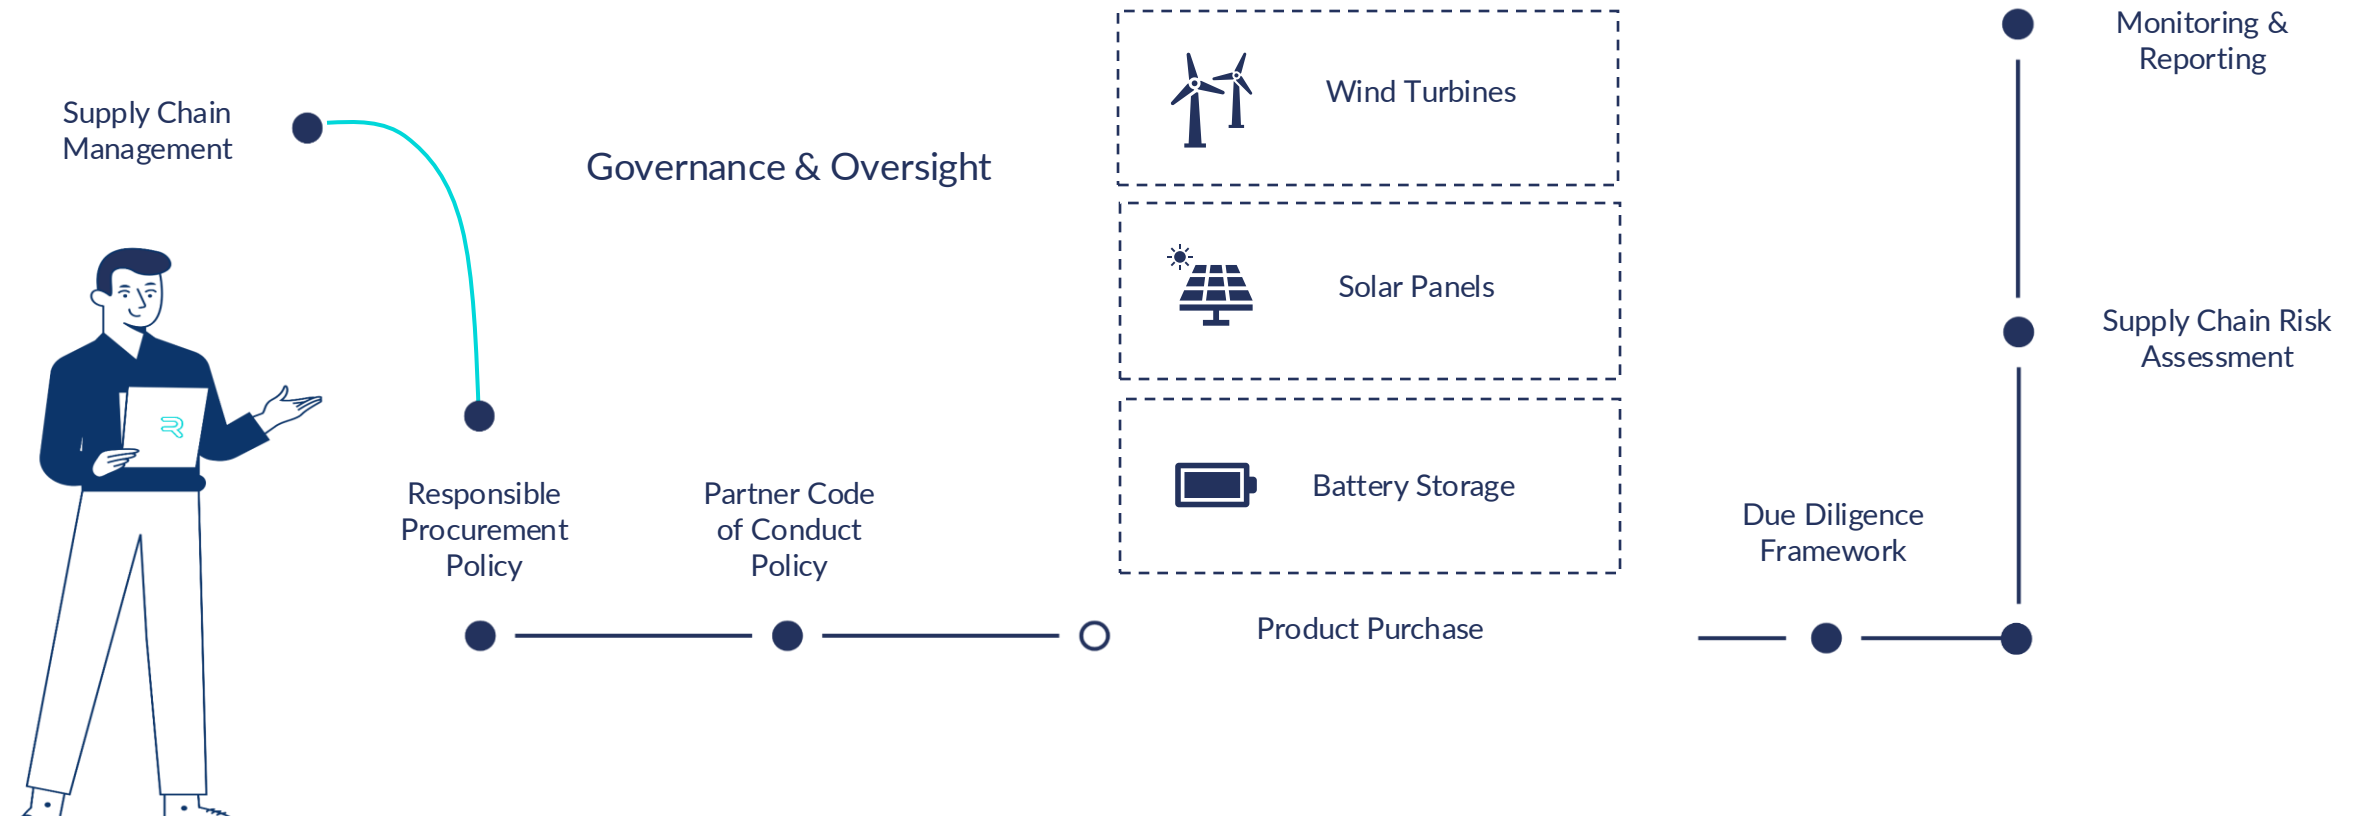 Supply Chain
Management
Governance & Oversight
Responsible
Procurement
Policy
Partner Code
of Conduct
Policy
Wind Turbines
Solar Panels
Battery Storage
Product Purchase
Due Diligence
Framework
Monitoring &
Reporting
Supply Chain Risk
Assessment